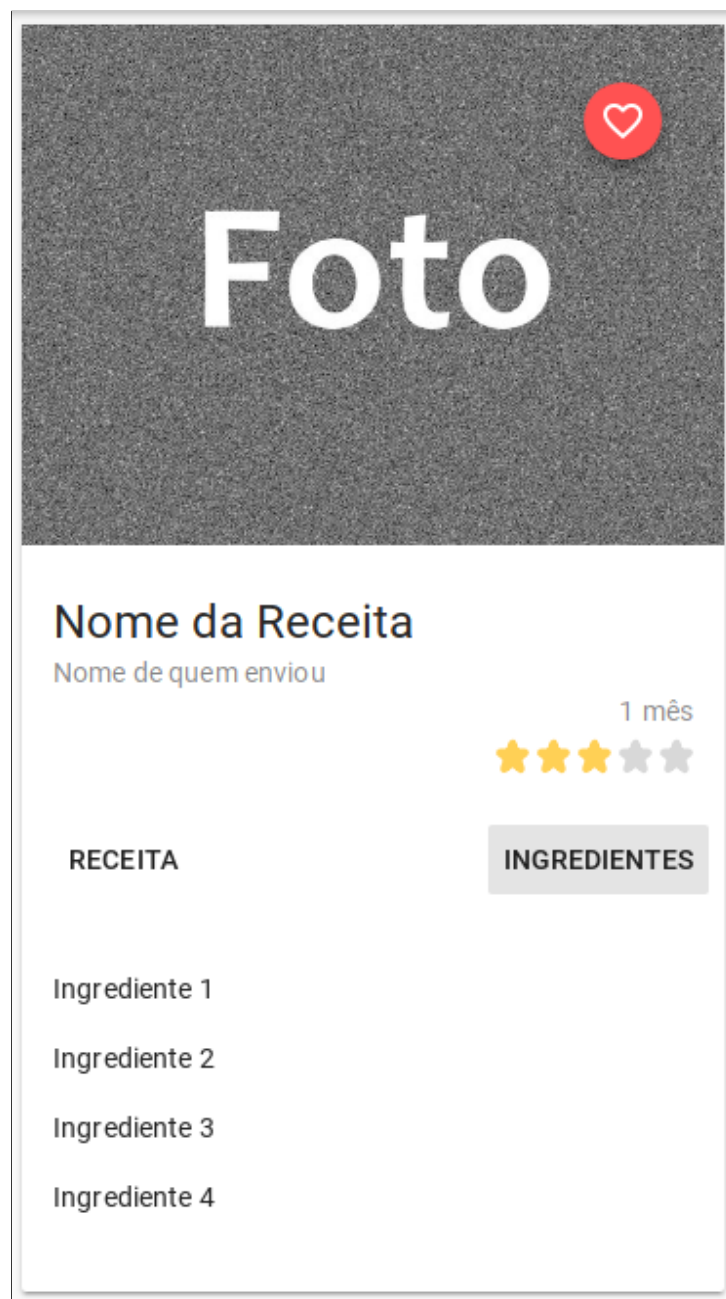 Foto
Nome da Receita
Nome de quem enviou
1 mês
RECEITA
INGREDIENTES
Ingrediente 1
Ingrediente 2
Ingrediente 3
Ingrediente 4